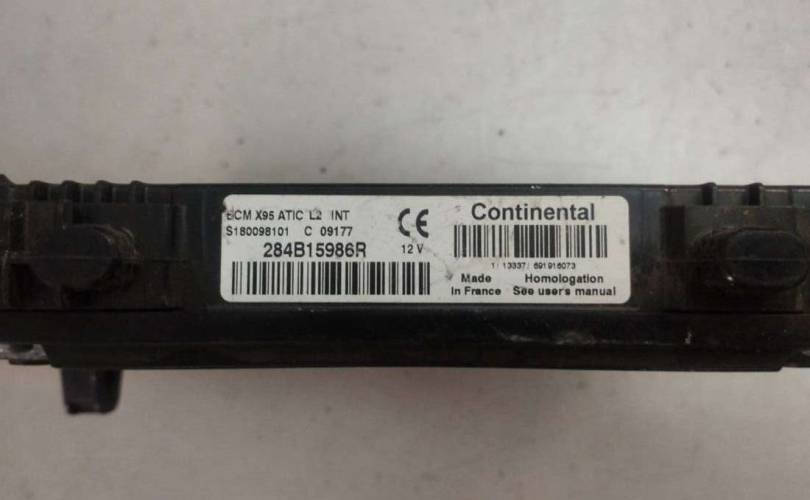 BCM X95 ATIC L2 INT
S180098101 C 09177
284B15986R
CE
12 V
Continental
1/ 13337/ 691916073
Made
In France
Homologation
See user's manual